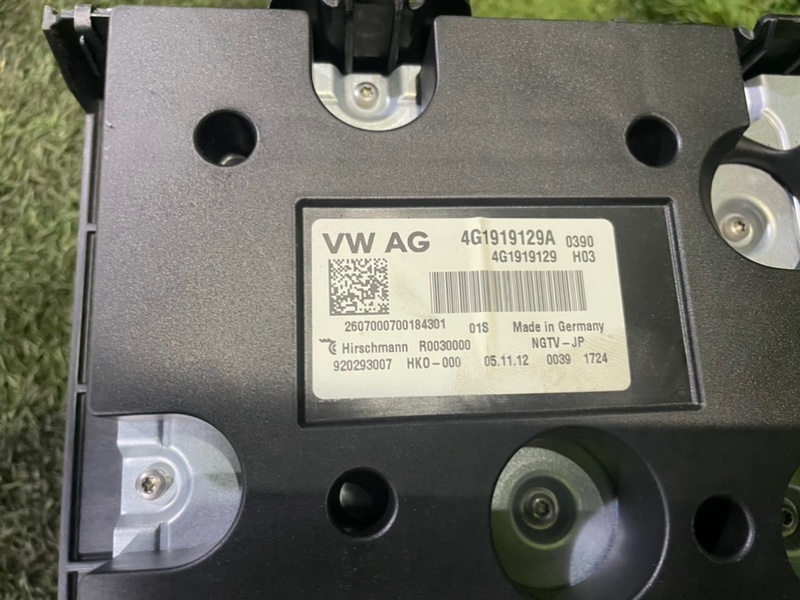 VW AG 4G1919129A 0390
4G1919129 H03
2607000700184301 01S Made in Germany
Hirschmann R0030000 NGTV-JP
920293007 HKO-000 05.11.12 0039 1724